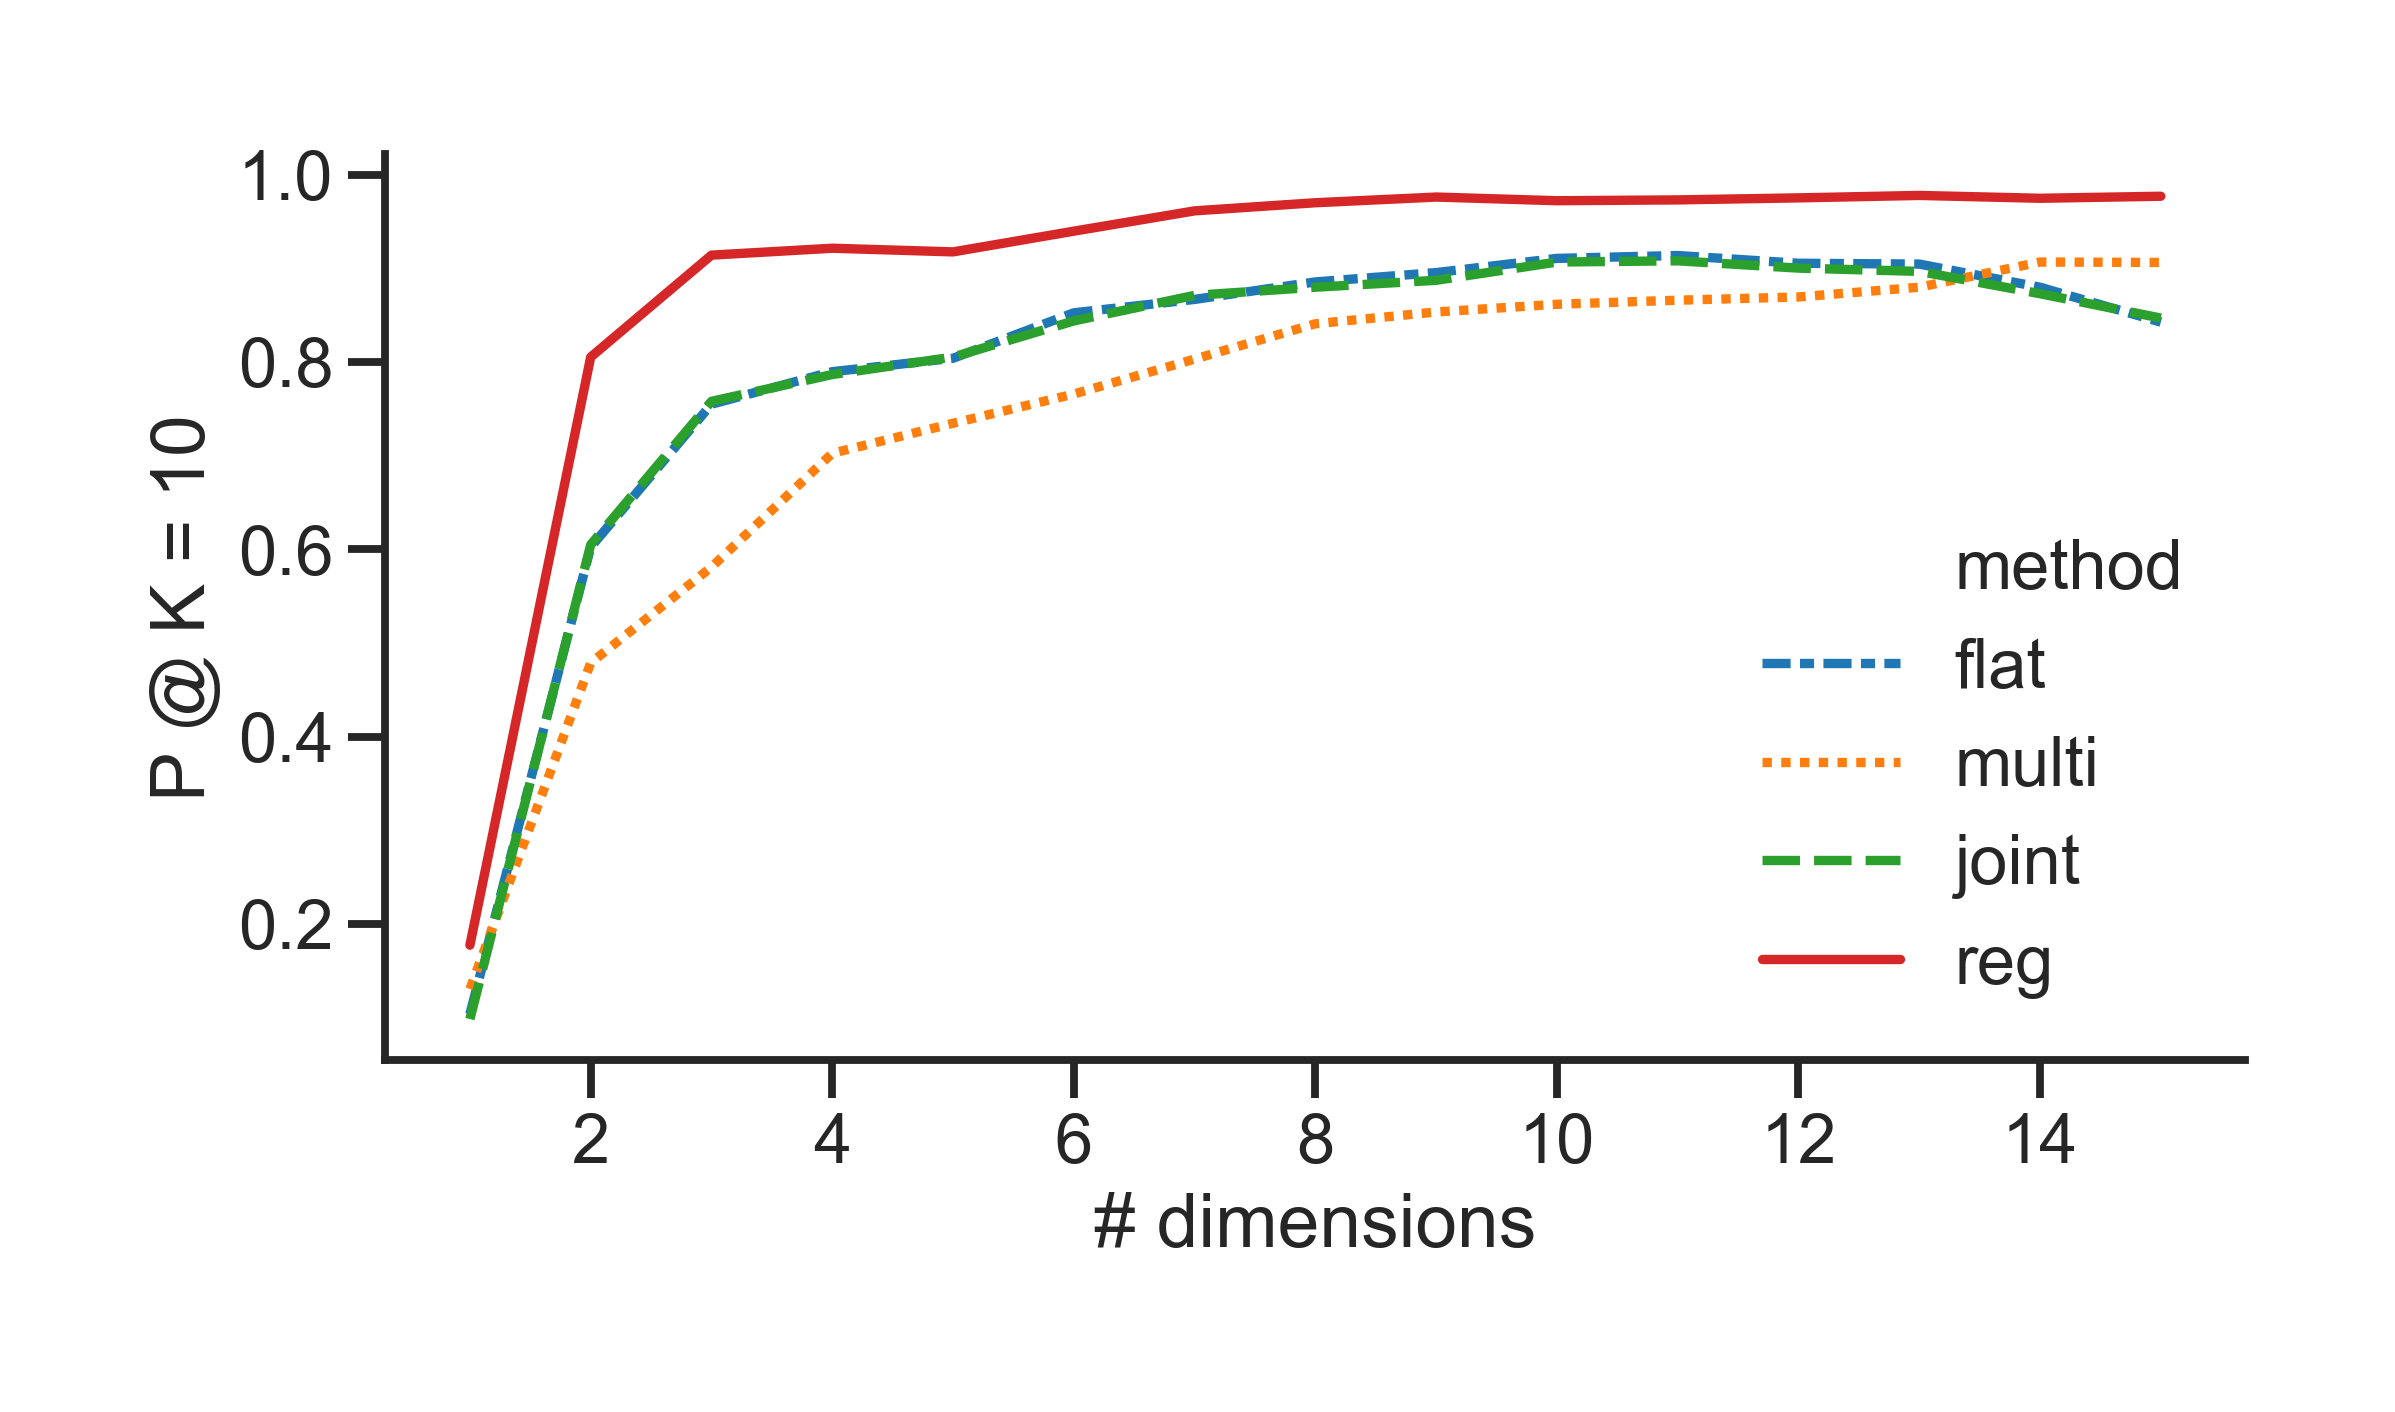 1.0
0.8
0.6
0.4
0.2
P @ K = 10
2 4 6 8 10 12 14
# dimensions
method
flat
multi
joint
reg